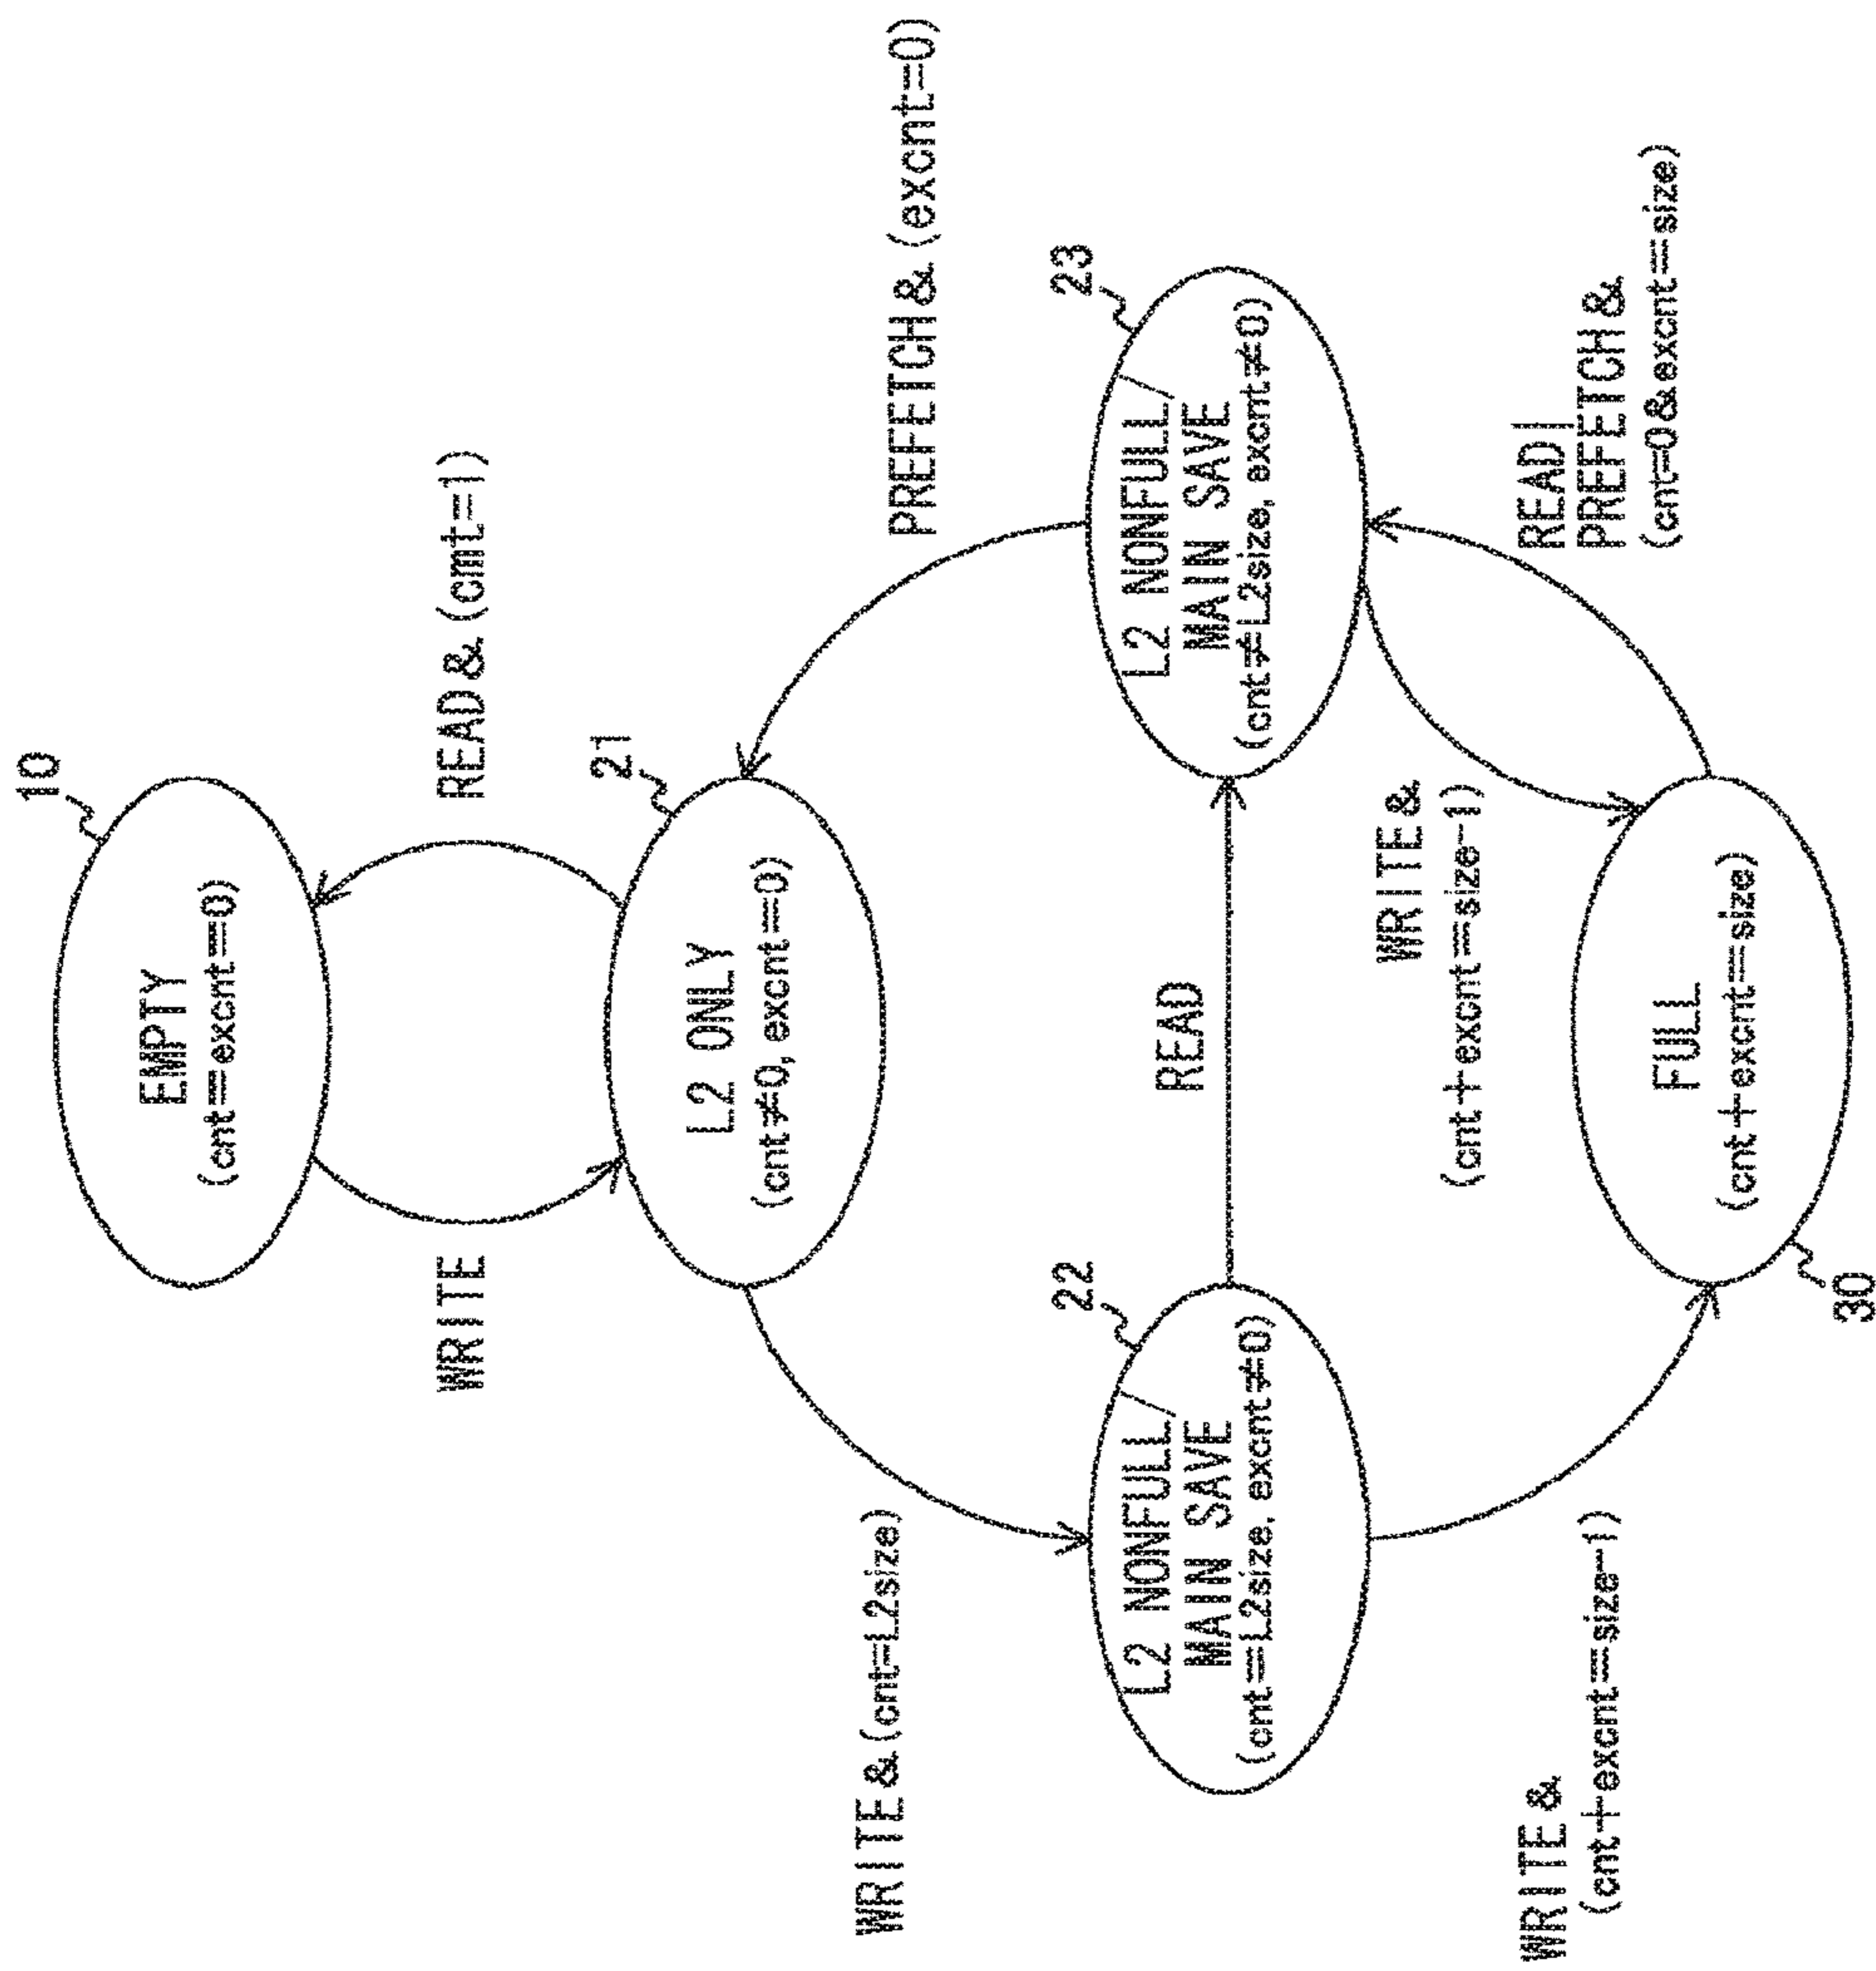 10
EMPTY
(cnt==excnt==0)
WRITE
READ& (cmt=1)
21
L2 ONLY
(cnt≠0, excnt==0)
WRITE&(cnt=L2size)
PREFETCH& (excnt=0)
22
L2 NONFULL/
MAIN SAVE
(cnt==L2size, excnt≠0)
READ
23
L2 NONFULL/
MAIN SAVE
(cnt≠L2size, excnt≠0)
WRITE&
(cnt+excnt==size-1)
WRITE&
(cnt+excnt==size-1)
READ|
PREFETCH&
(cnt=0&excnt==size)
FULL
(cnt+excnt==size)
30